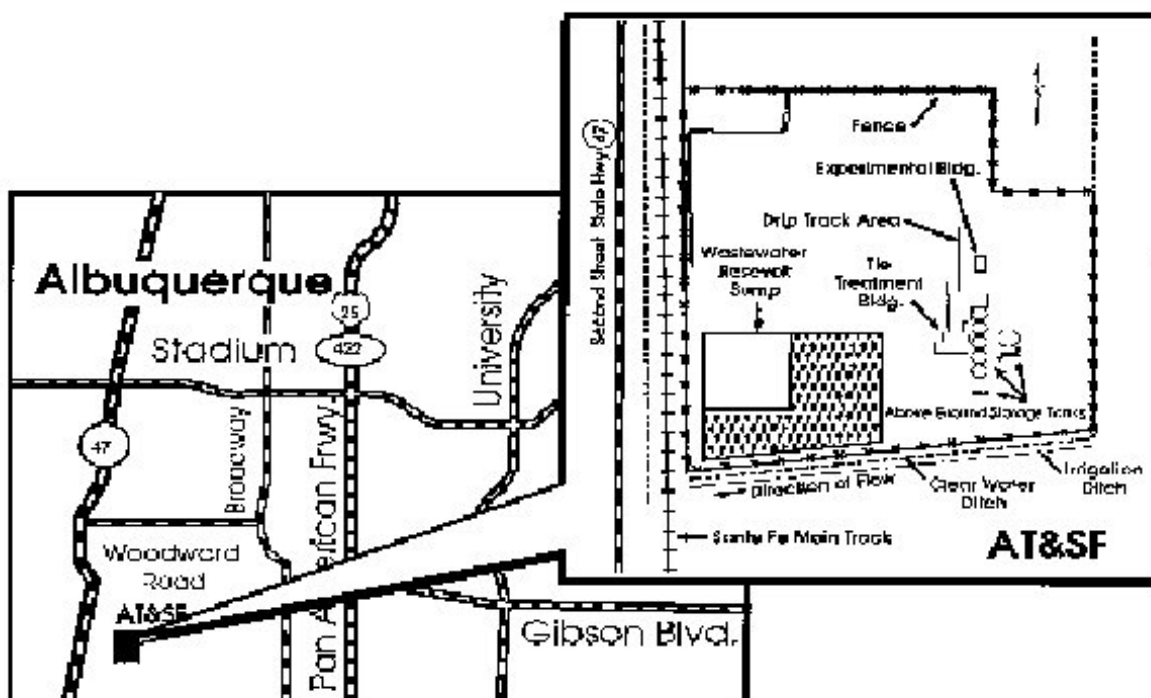 Albuquerque
25
Stadium
422
University
47
Broadway
Pan American Frwy.
Woodward
Road
AT&SF
Gibson Blvd.
Second Street State Hwy 47
Fence
Experimental Bldg.
Drip Track Area
Wastewater
Sump
Tie
Treatment
Bldg.
Above Ground Storage Tanks
Direction of Flow
Clear Water
Ditch
Irrigation
Ditch
Santa Fe Main Track
AT&SF